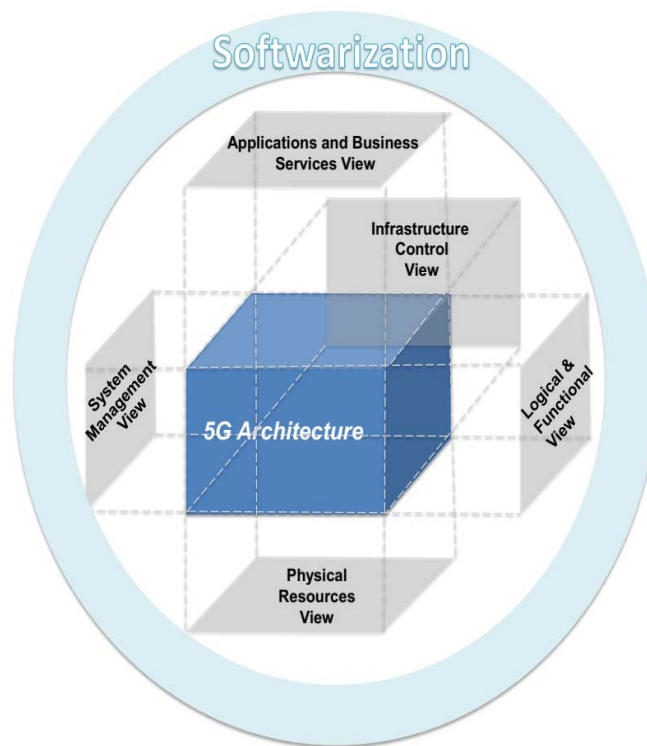 Softwarization
Applications and Business
Services View
Infrastructure
Control
View
System
Management
View
5G Architecture
Logical &
Functional
View
Physical
Resources
View